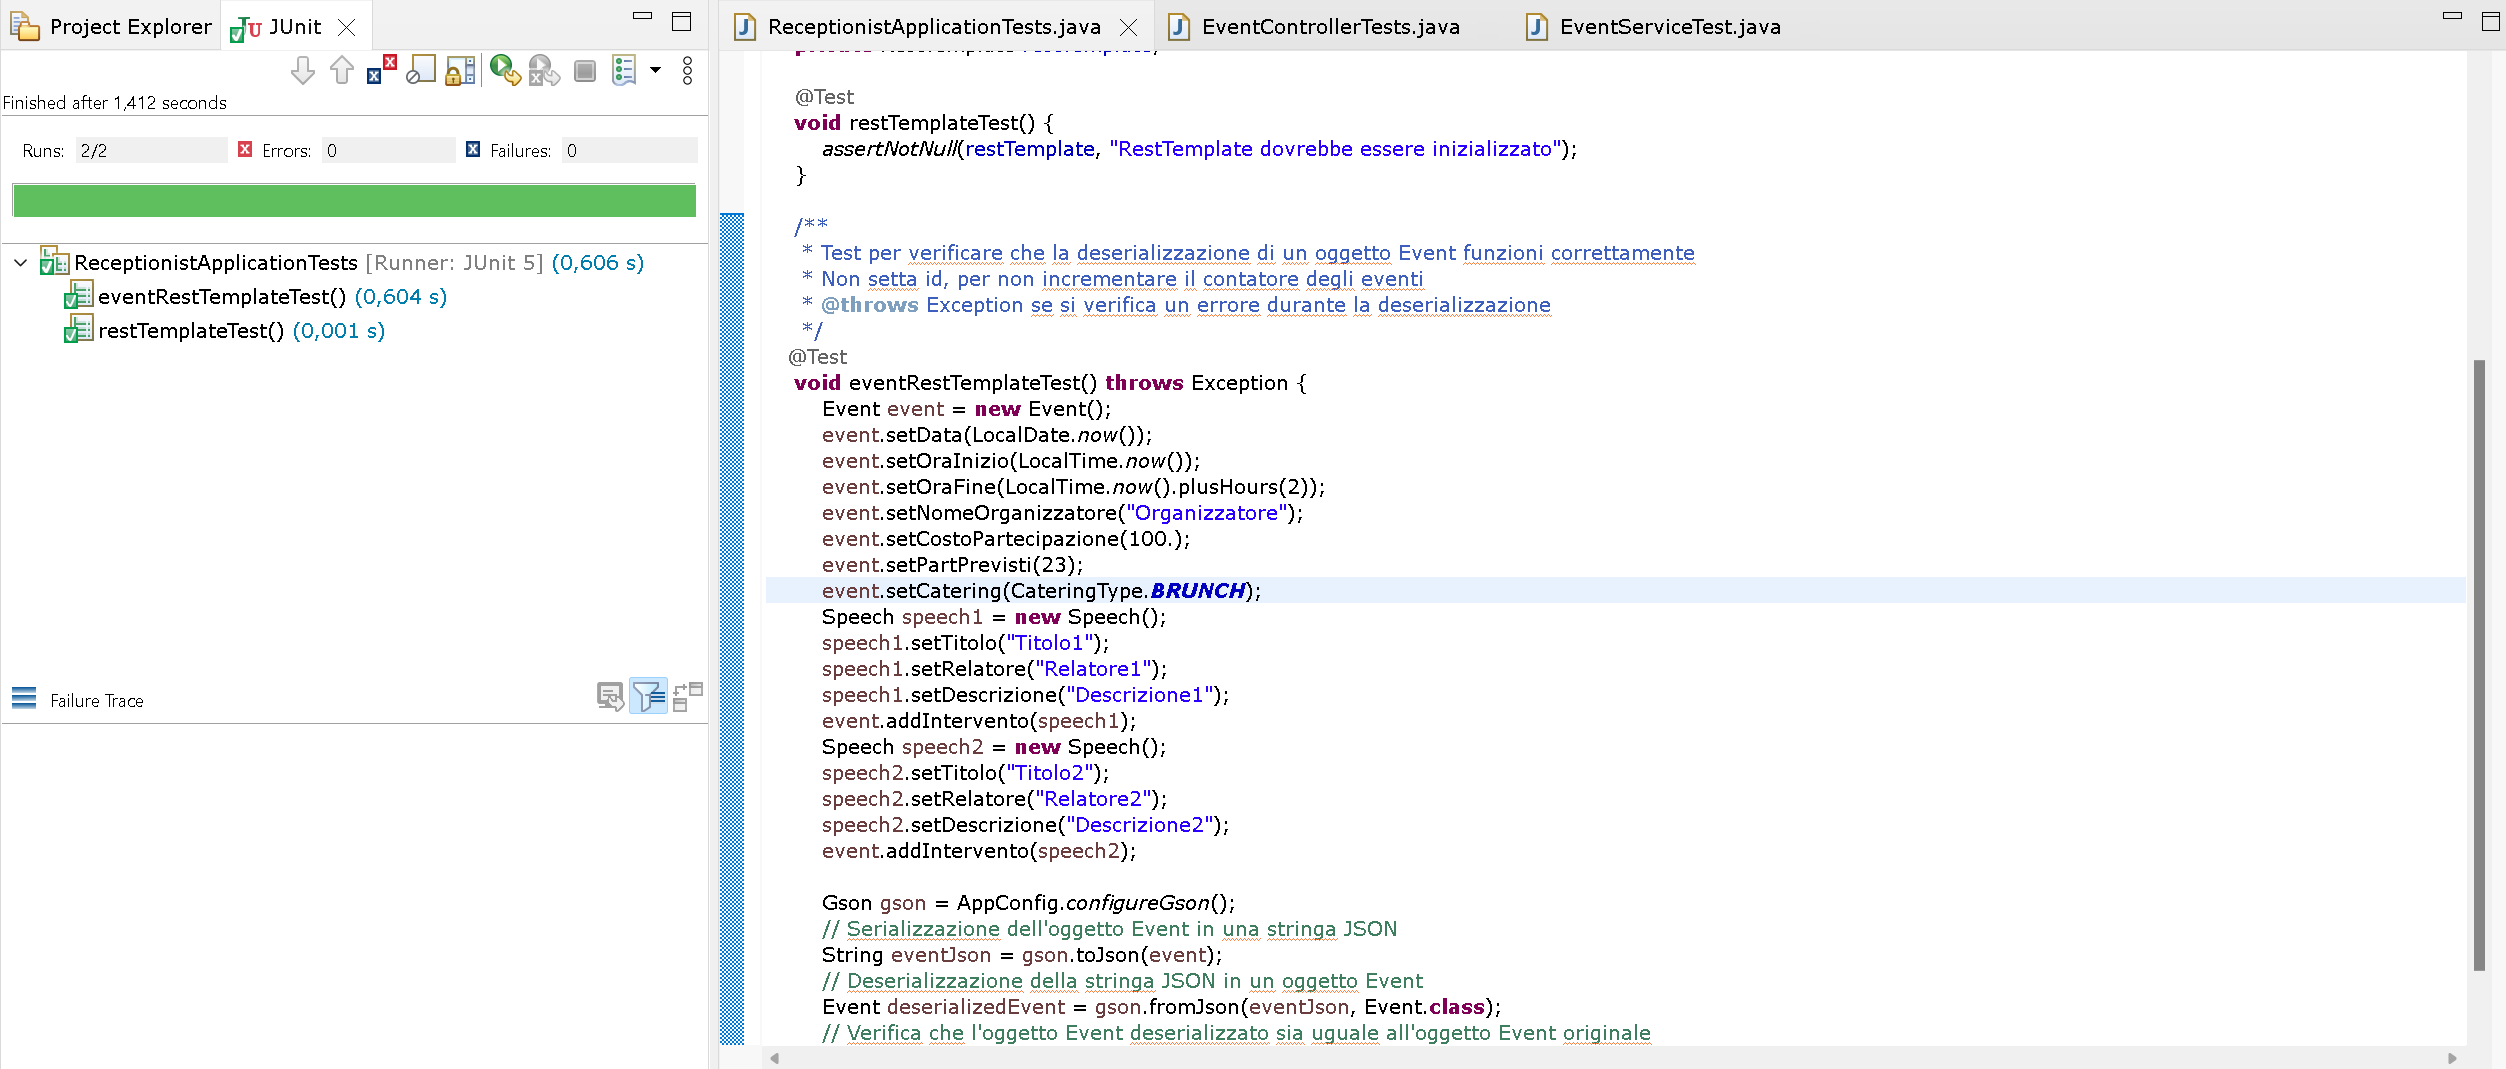 Project Explorer
JUnit
Finished after 1,412 seconds
Runs: 2/2
Errors: 0
Failures: 0
ReceptionistApplicationTests [Runner: JUnit 5] (0,606 s)
eventRestTemplateTest() (0,604 s)
restTemplateTest() (0,001 s)
Failure Trace
ReceptionistApplicationTests.java
EventControllerTests.java
EventServiceTest.java
@Test
void restTemplateTest() {
assertNotNull(restTemplate, "RestTemplate dovrebbe essere inizializzato");
}
/**
* Test per verificare che la deserializzazione di un oggetto Event funzioni correttamente
* Non setta id, per non incrementare il contatore degli eventi
* @throws Exception se si verifica un errore durante la deserializzazione
*/
@Test
void eventRestTemplateTest() throws Exception {
Event event = new Event();
event.setData(LocalDate.now());
event.setOraInizio(LocalTime.now());
event.setOraFine(LocalTime.now().plusHours(2));
event.setNomeOrganizzatore("Organizzatore");
event.setCostoPartecipazione(100.);
event.setPartPrevisti(23);
event.setCatering(CateringType.BRUNCH);
Speech speech1 = new Speech();
speech1.setTitolo("Titolo1");
speech1.setRelatore("Relatore1");
speech1.setDescrizione("Descrizione1");
event.addIntervento(speech1);
Speech speech2 = new Speech();
speech2.setTitolo("Titolo2");
speech2.setRelatore("Relatore2");
speech2.setDescrizione("Descrizione2");
event.addIntervento(speech2);
Gson gson = AppConfig.configureGson();
// Serializzazione dell'oggetto Event in una stringa JSON
String eventJson = gson.toJson(event);
// Deserializzazione della stringa JSON in un oggetto Event
Event deserializedEvent = gson.fromJson(eventJson, Event.class);
// Verifica che l'oggetto Event deserializzato sia uguale all'oggetto Event originale